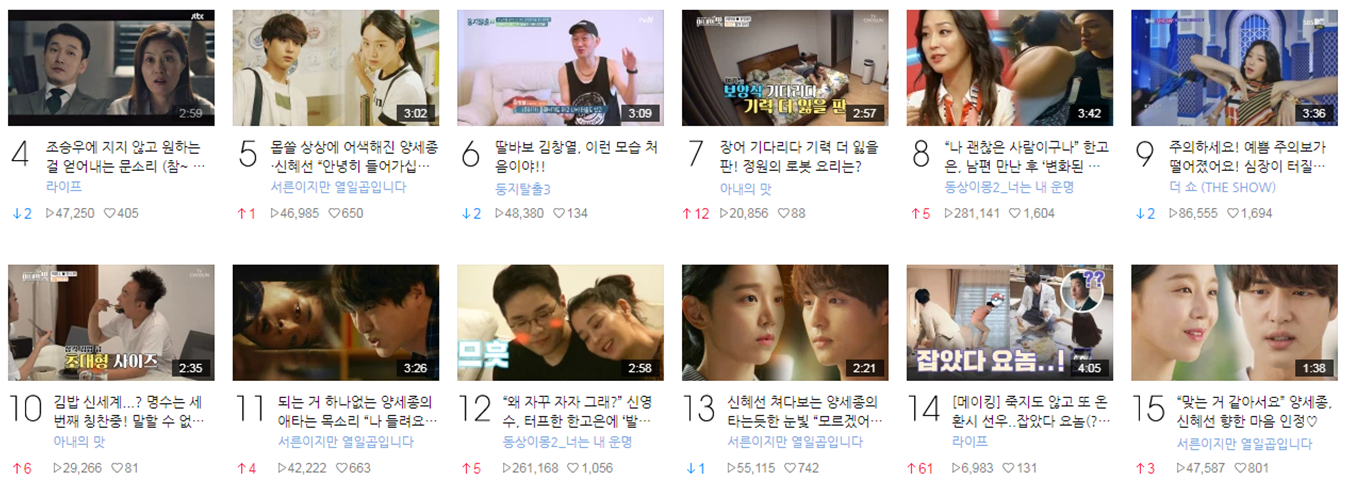 jtbc
2:59
4
조승우에 지지 않고 원하는
걸 얻어내는 문소리 (참~ …
라이프
↓2 ▷47,250 ♡405
3:02
5
몹쓸 상상에 어색해진 양세종
·신혜선 “안녕히 들어가십…
서른이지만 열일곱입니다
↑1 ▷46,985 ♡650
둥지탈출
tvN
3:09
6
딸바보 김창열, 이런 모습 처
음이야!!
둥지탈출3
↓2 ▷48,380 ♡134
CHOSUN
보양식 기다리다
기력 더 잃을 판
2:57
7
장어 기다리다 기력 더 잃을
판! 정원의 로봇 요리는?
아내의 맛
↑12 ▷20,856 ♡88
3:42
8
“나 괜찮은 사람이구나” 한고
은, 남편 만난 후 ‘변화된 …
동상이몽2_너는 내 운명
↑5 ▷281,141 ♡1,604
SBS
3:36
9
주의하세요! 예쁨 주의보가
떨어졌어요! 심장이 터질…
더 쇼 (THE SHOW)
↓2 ▷86,555 ♡1,694
CHOSUN
초대형 사이즈
2:35
10
김밥 신세계...? 명수는 세
번째 칭찬중! 말할 수 없…
아내의 맛
↑6 ▷29,266 ♡81
3:26
11
되는 거 하나없는 양세종의
애타는 목소리 “나 들려요…
서른이지만 열일곱입니다
↑4 ▷42,222 ♡663
므흣
2:58
12
“왜 자꾸 자자 그래?” 신영
수, 터프한 한고은에 ‘발…
동상이몽2_너는 내 운명
↑5 ▷261,168 ♡1,056
2:21
13
신혜선 쳐다보는 양세종의
타는듯한 눈빛 “모르겠어…
서른이지만 열일곱입니다
↓1 ▷55,115 ♡742
??
잡았다 요놈..!
4:05
14
[메이킹] 죽지도 않고 또 온
환시 선우..잡았다 요놈(?…
라이프
↑61 ▷6,983 ♡131
1:38
15
“맞는 거 같아서요” 양세종,
신혜선 향한 마음 인정♡
서른이지만 열일곱입니다
↑3 ▷47,587 ♡801